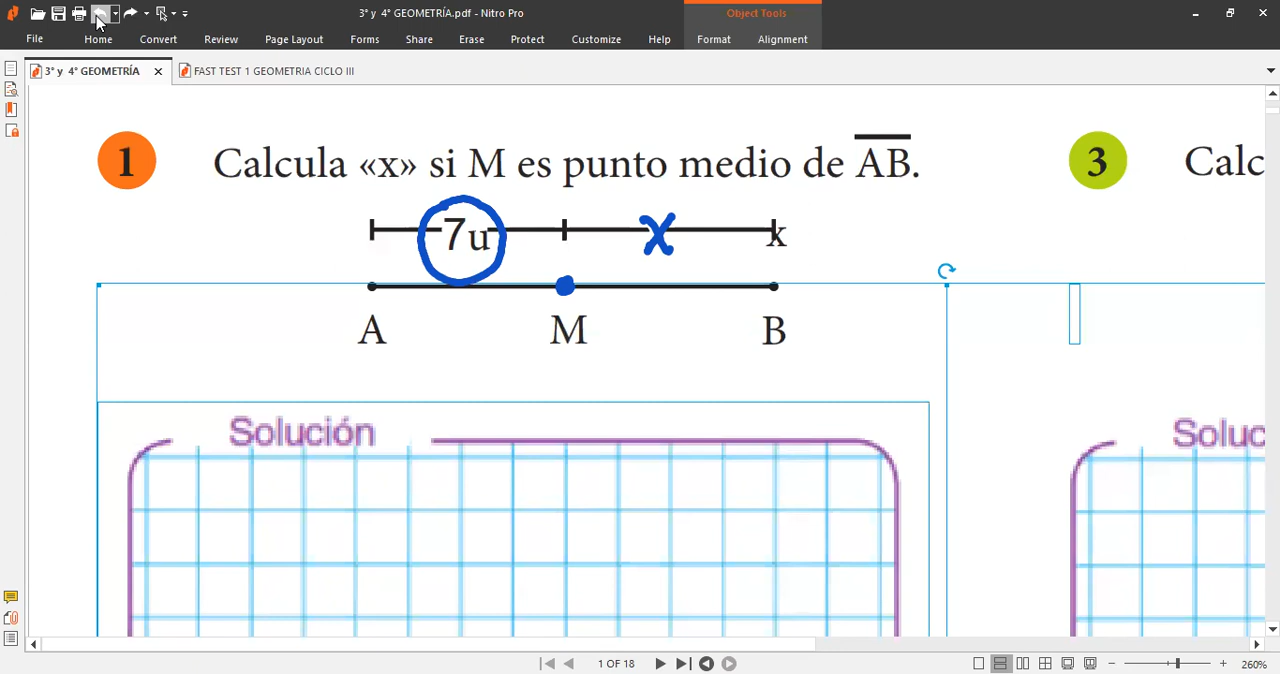 3° y 4° GEOMETRÍA.pdf - Nitro Pro
Object Tools
File Home Convert Review Page Layout Forms Share Erase Protect Customize Help Format Alignment
3° y 4° GEOMETRÍA
FAST TEST 1 GEOMETRIA CICLO III
1 Calcula «x» si M es punto medio de AB.
3 Calc
7u x x
A M B
Solución
Soluc
1 OF 18
260%